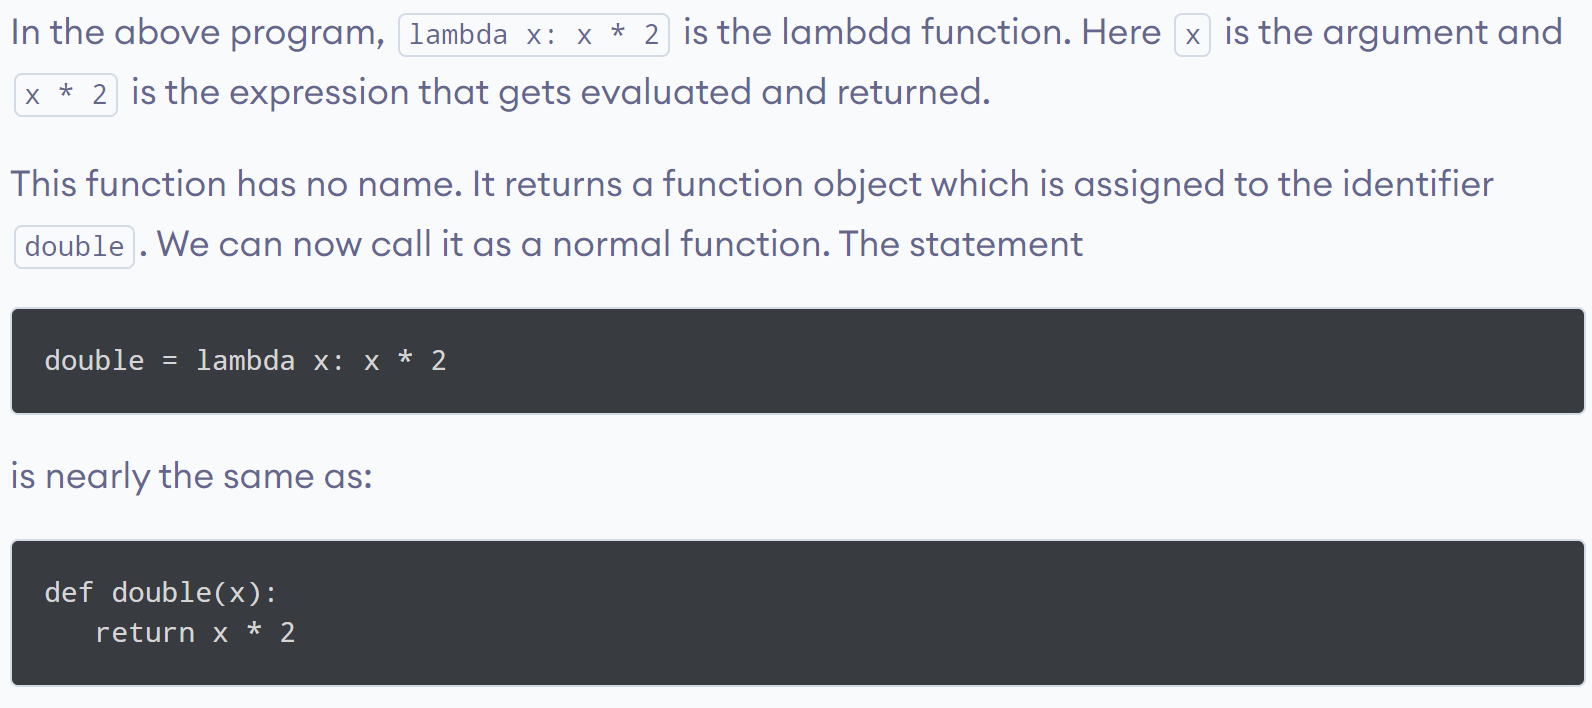 In the above program, lambda x: x * 2 is the lambda function. Here x is the argument and
x * 2 is the expression that gets evaluated and returned.
This function has no name. It returns a function object which is assigned to the identifier
double. We can now call it as a normal function. The statement
double = lambda x: x * 2
is nearly the same as:
def double(x):
   return x * 2